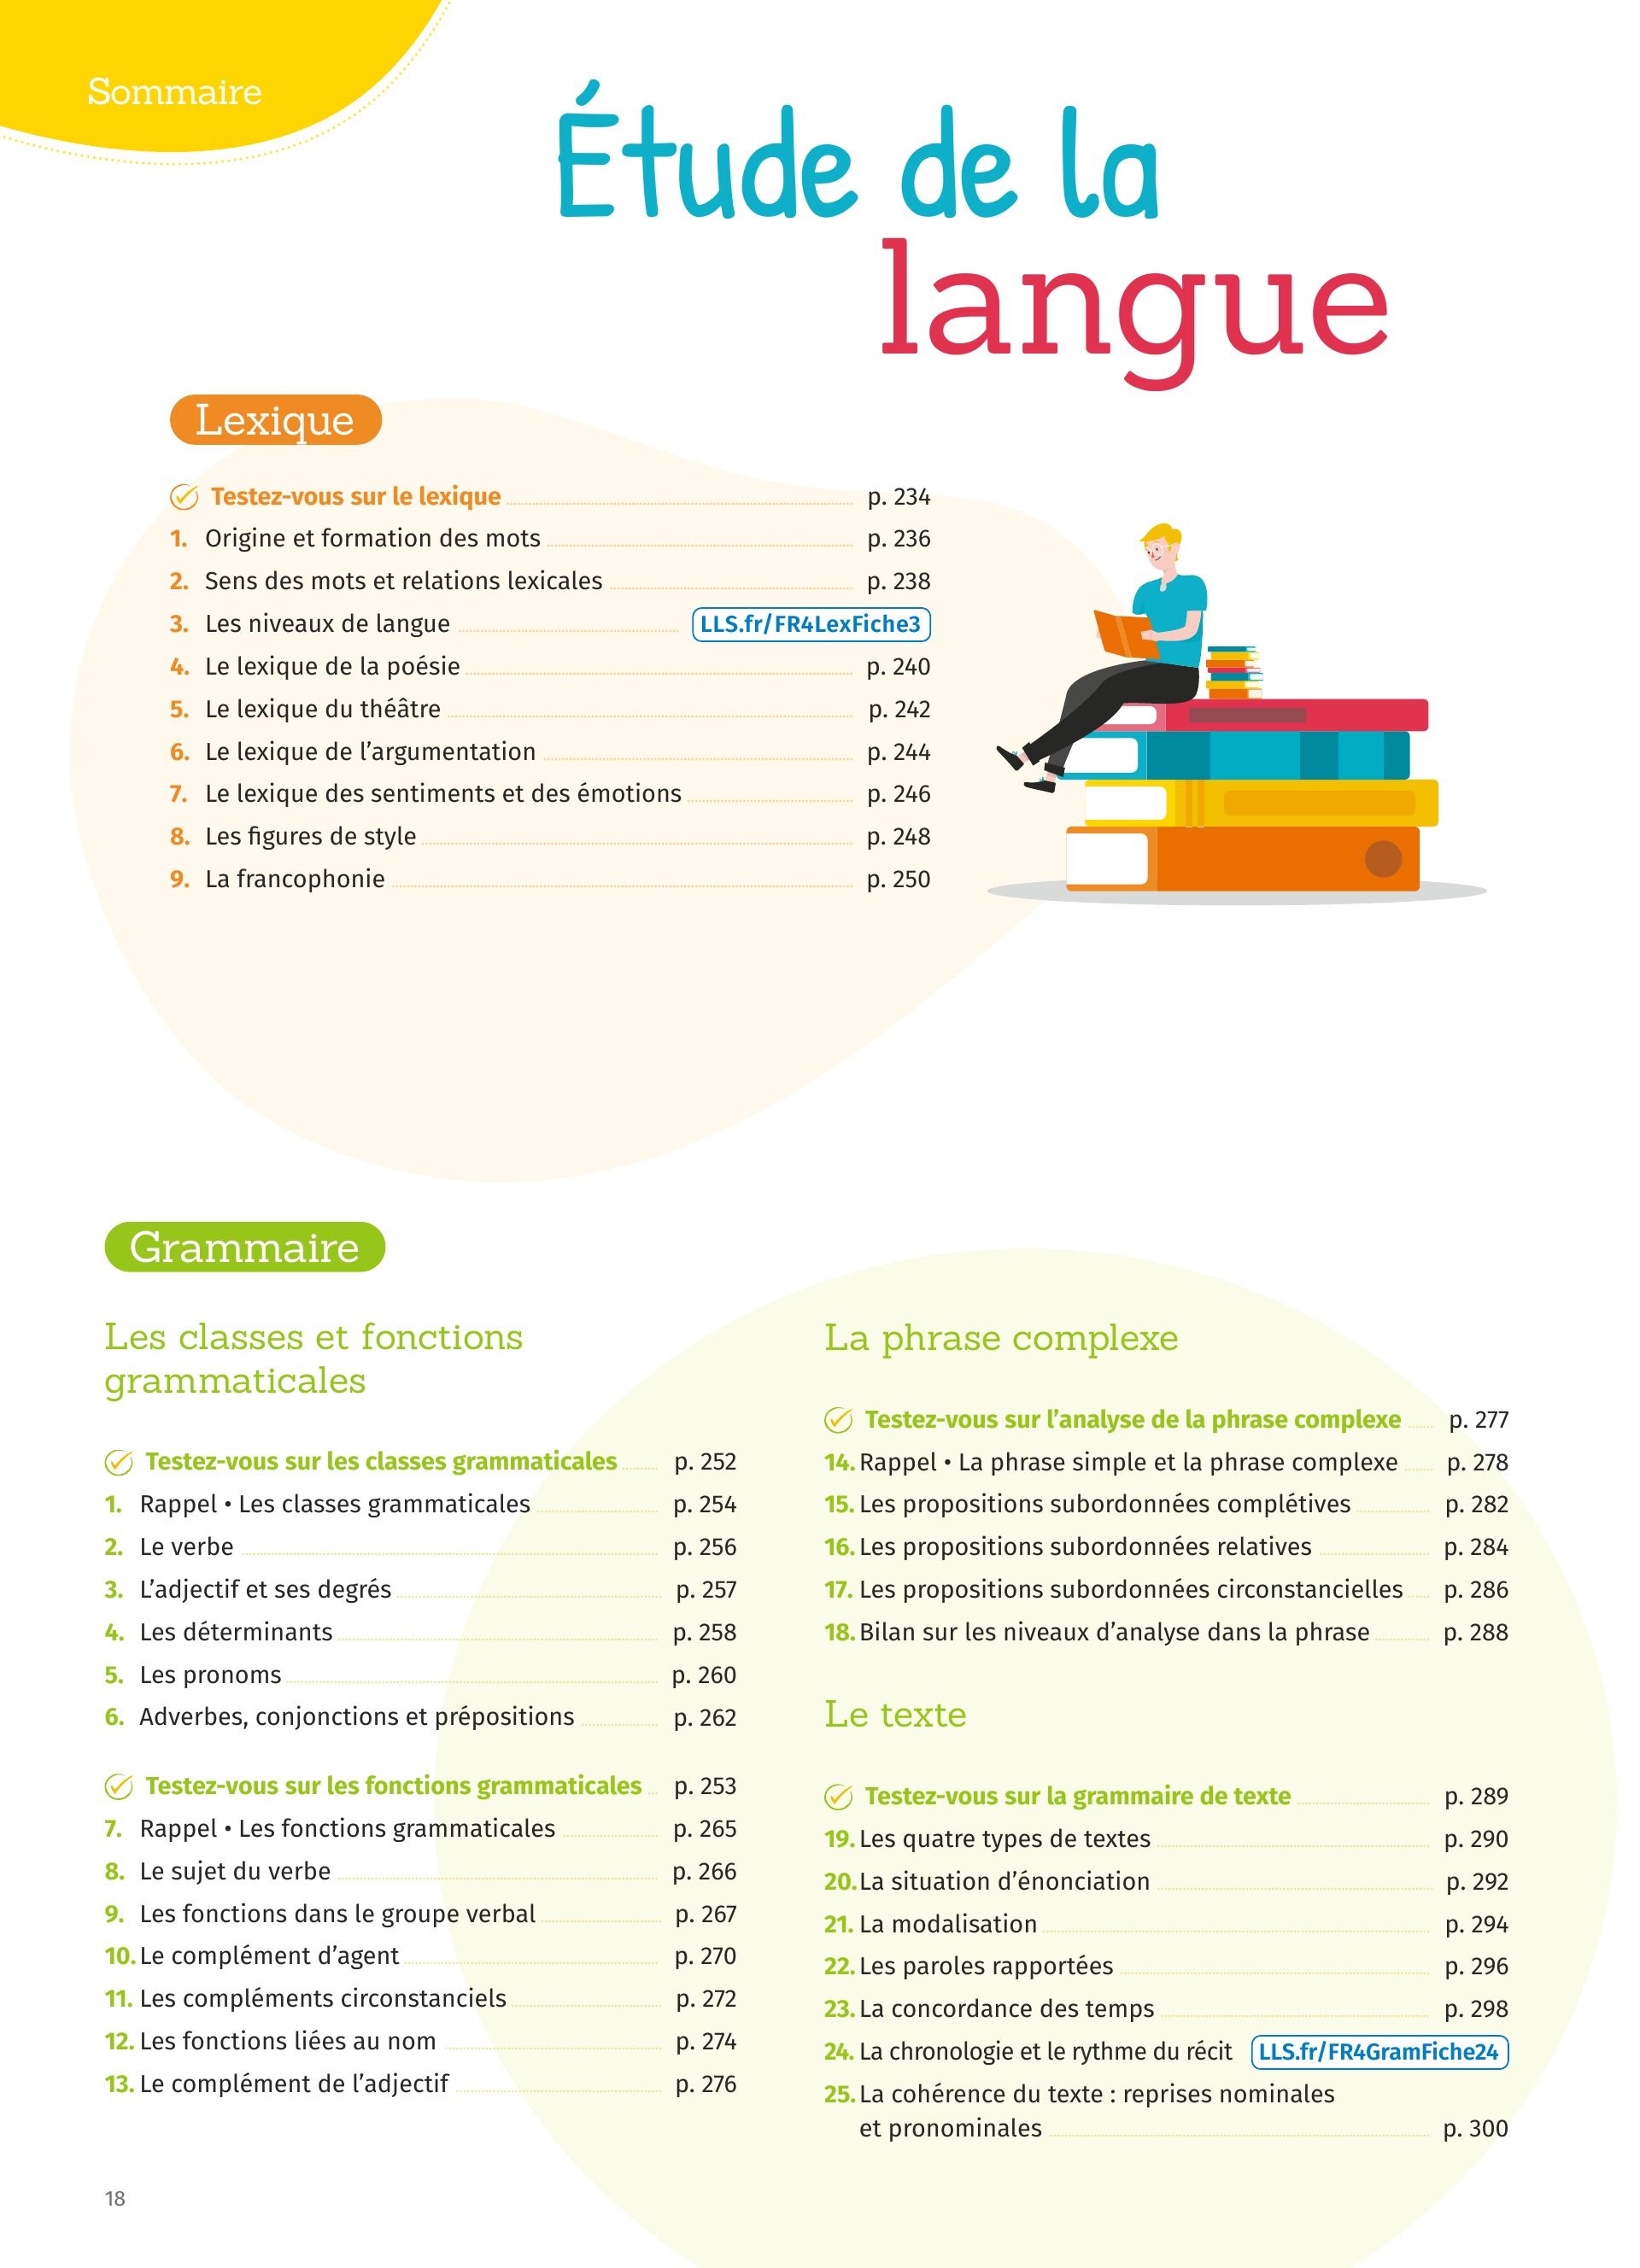 Sommaire
Étude de la
langue
Lexique
Testez-vous sur le lexique p. 234
1. Origine et formation des mots p. 236
2. Sens des mots et relations lexicales p. 238
3. Les niveaux de langue LLS.fr/FR4LexFiche3
4. Le lexique de la poésie p. 240
5. Le lexique du théâtre p. 242
6. Le lexique de l’argumentation p. 244
7. Le lexique des sentiments et des émotions p. 246
8. Les figures de style p. 248
9. La francophonie p. 250
Grammaire
Les classes et fonctions
grammaticales
Testez-vous sur les classes grammaticales p. 252
1. Rappel • Les classes grammaticales p. 254
2. Le verbe p. 256
3. L’adjectif et ses degrés p. 257
4. Les déterminants p. 258
5. Les pronoms p. 260
6. Adverbes, conjonctions et prépositions p. 262
Testez-vous sur les fonctions grammaticales p. 253
7. Rappel • Les fonctions grammaticales p. 265
8. Le sujet du verbe p. 266
9. Les fonctions dans le groupe verbal p. 267
10. Le complément d’agent p. 270
11. Les compléments circonstanciels p. 272
12. Les fonctions liées au nom p. 274
13. Le complément de l’adjectif p. 276
La phrase complexe
Testez-vous sur l’analyse de la phrase complexe p. 277
14. Rappel • La phrase simple et la phrase complexe p. 278
15. Les propositions subordonnées complétives p. 282
16. Les propositions subordonnées relatives p. 284
17. Les propositions subordonnées circonstancielles p. 286
18. Bilan sur les niveaux d’analyse dans la phrase p. 288
Le texte
Testez-vous sur la grammaire de texte p. 289
19. Les quatre types de textes p. 290
20. La situation d’énonciation p. 292
21. La modalisation p. 294
22. Les paroles rapportées p. 296
23. La concordance des temps p. 298
24. La chronologie et le rythme du récit LLS.fr/FR4GramFiche24
25. La cohérence du texte : reprises nominales
et pronominales p. 300
18